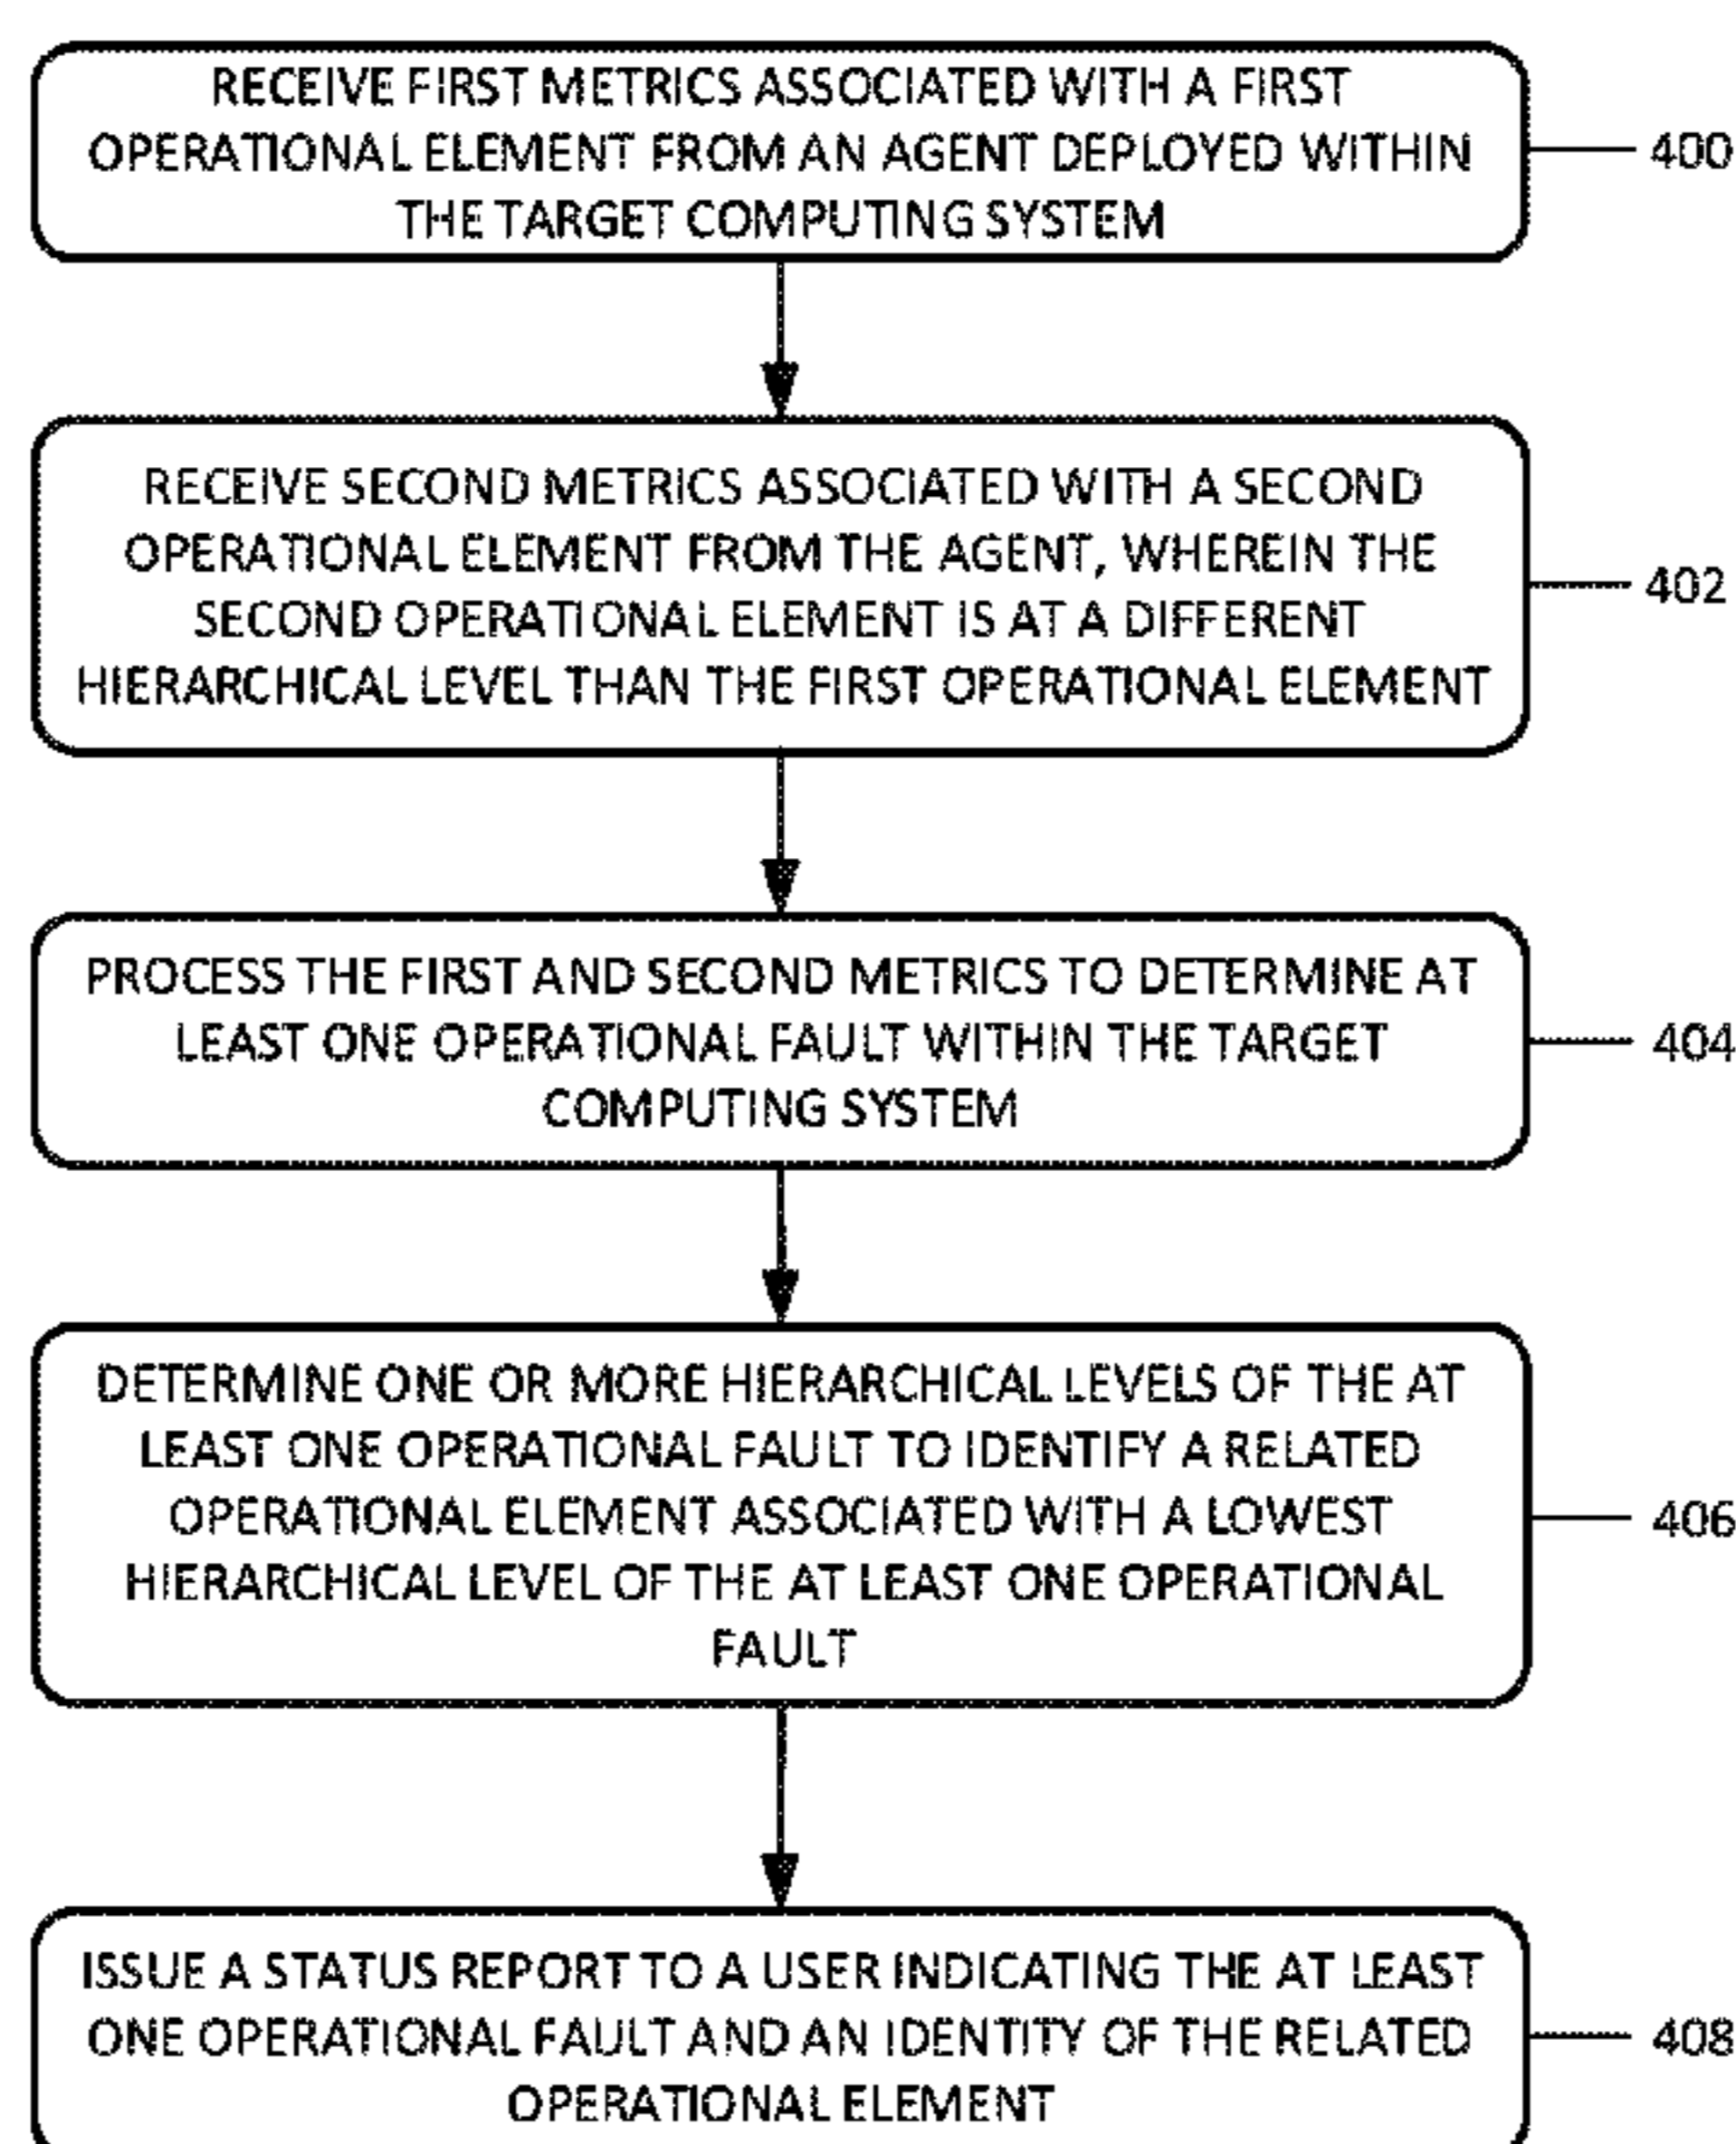 RECEIVE FIRST METRICS ASSOCIATED WITH A FIRST
OPERATIONAL ELEMENT FROM AN AGENT DEPLOYED WITHIN
THE TARGET COMPUTING SYSTEM
400
RECEIVE SECOND METRICS ASSOCIATED WITH A SECOND
OPERATIONAL ELEMENT FROM THE AGENT, WHEREIN THE
SECOND OPERATIONAL ELEMENT IS AT A DIFFERENT
HIERARCHICAL LEVEL THAN THE FIRST OPERATIONAL ELEMENT
402
PROCESS THE FIRST AND SECOND METRICS TO DETERMINE AT
LEAST ONE OPERATIONAL FAULT WITHIN THE TARGET
COMPUTING SYSTEM
404
DETERMINE ONE OR MORE HIERARCHICAL LEVELS OF THE AT
LEAST ONE OPERATIONAL FAULT TO IDENTIFY A RELATED
OPERATIONAL ELEMENT ASSOCIATED WITH A LOWEST
HIERARCHICAL LEVEL OF THE AT LEAST ONE OPERATIONAL
FAULT
406
ISSUE A STATUS REPORT TO A USER INDICATING THE AT LEAST
ONE OPERATIONAL FAULT AND AN IDENTITY OF THE RELATED
OPERATIONAL ELEMENT
408